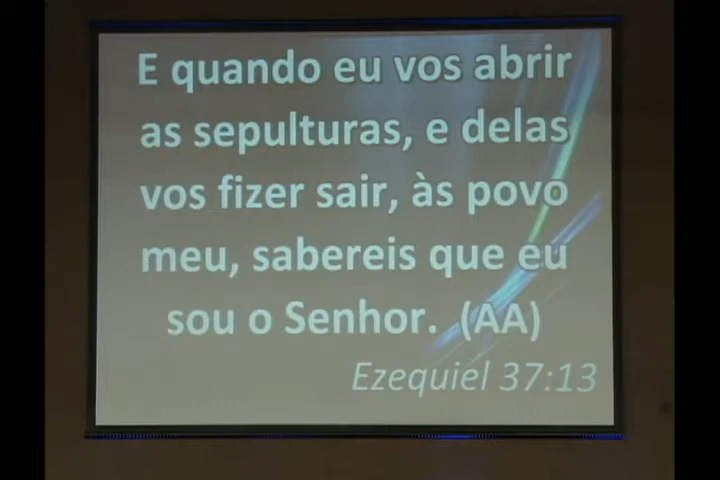 E quando eu vos abrir
as sepulturas, e delas
vos fizer sair, às povo
meu, sabereis que eu
sou o Senhor. (AA)
Ezequiel 37:13